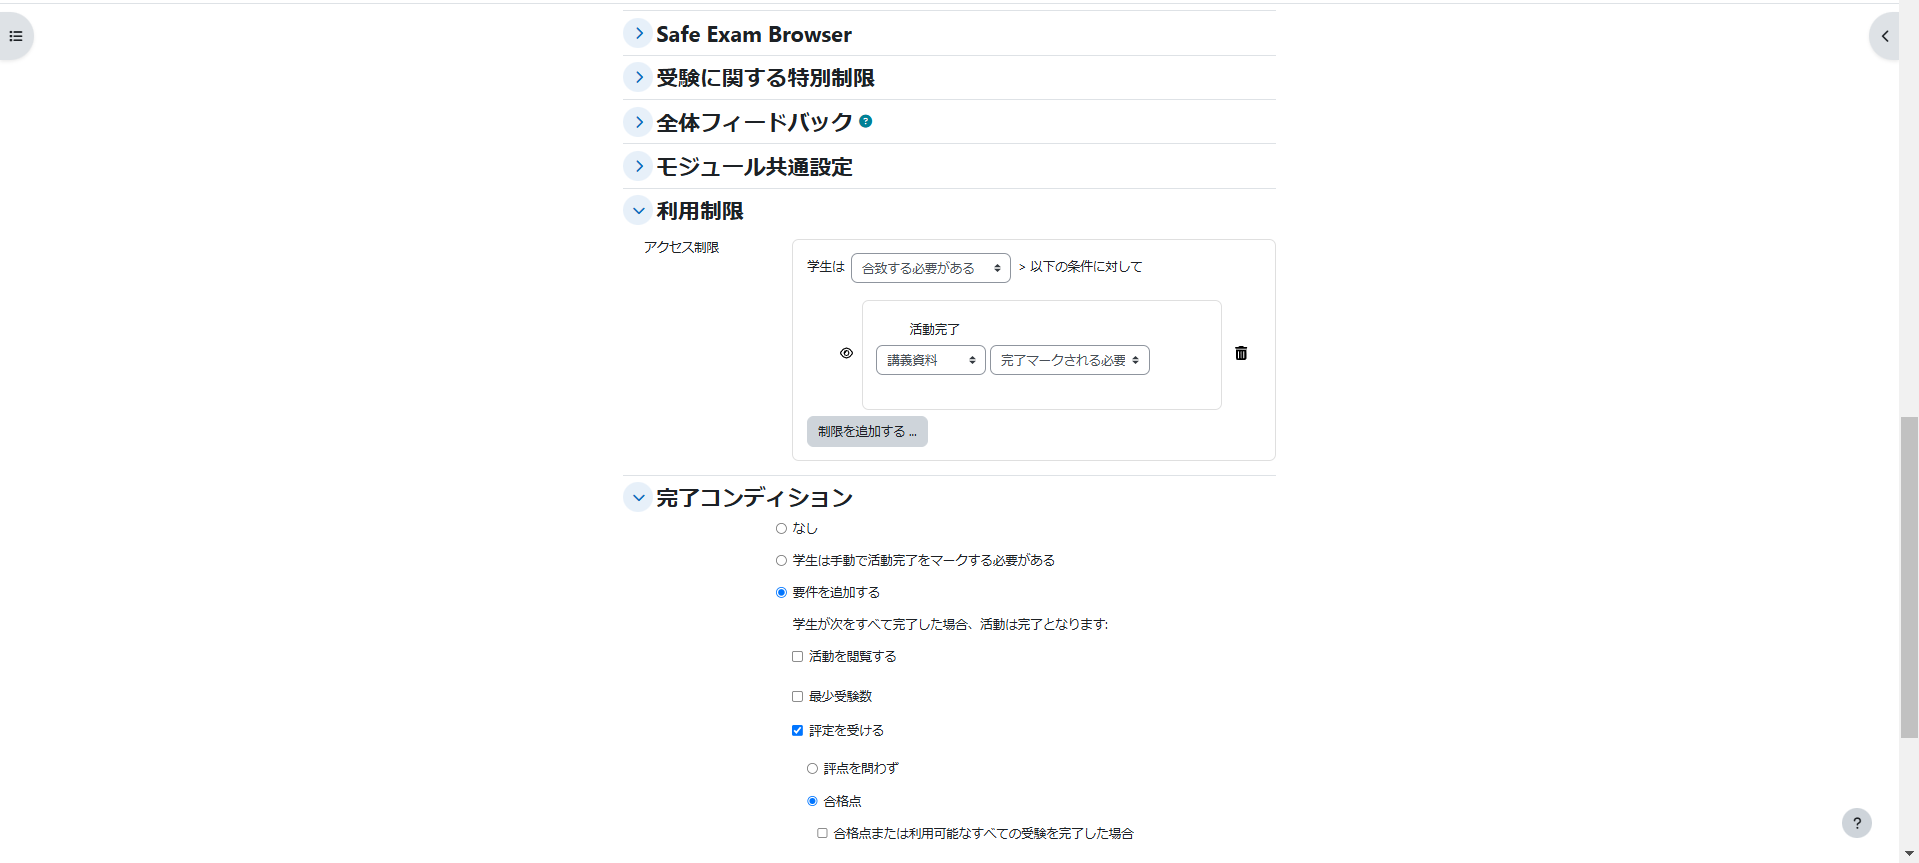 Safe Exam Browser
受験に関する特別制限
全体フィードバック
モジュール共通設定
利用制限
アクセス制限
学生は 合致する必要がある > 以下の条件に対して
活動完了
講義資料 完了マークされる必要
制限を追加する ...
完了コンディション
なし
学生は手動で活動完了をマークする必要がある
要件を追加する
学生が次をすべて完了した場合、活動は完了となります:
活動を閲覧する
最少受験数
評定を受ける
評点を問わず
合格点
合格点または利用可能なすべての受験を完了した場合
?